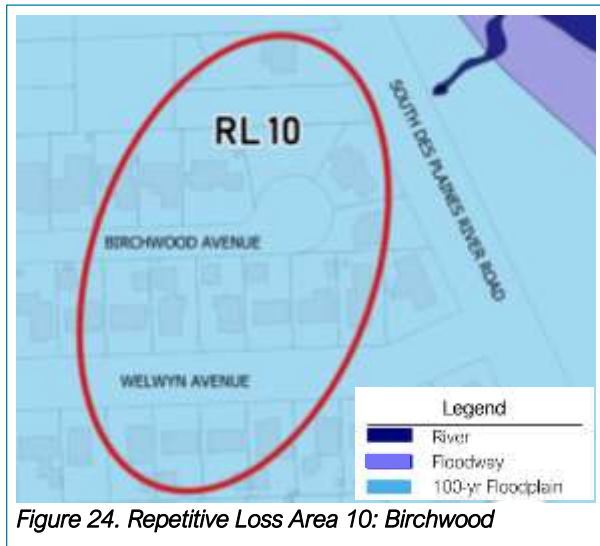 RL 10
SOUTH DES PLAINES RIVER ROAD
BIRCHWOOD AVENUE
WELWYN AVENUE
Legend
River
Floodway
100-yr Floodplain
Figure 24. Repetitive Loss Area 10: Birchwood